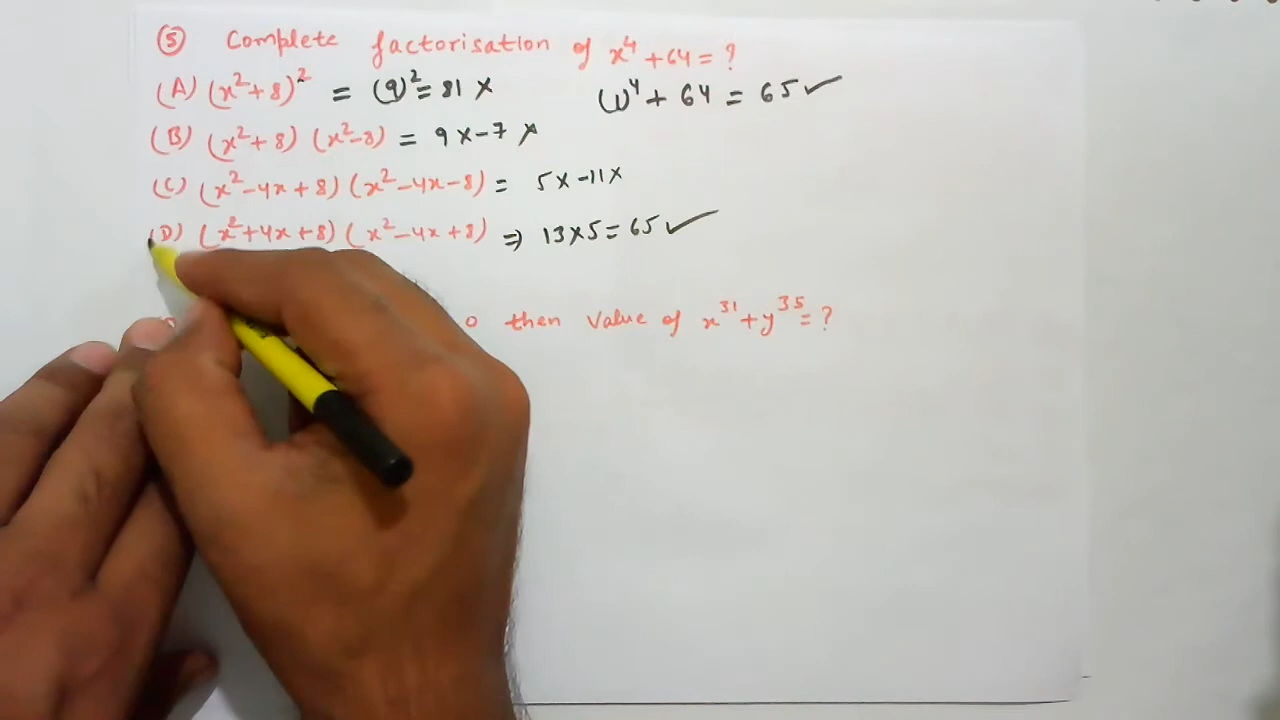 ⑤ Complete factorisation of x⁴ + 64 = ?
(A) (x² + 8)² = (9)² = 81 ×
(1)⁴ + 64 = 65 ✓
(B) (x² + 8) (x² - 8) = 9 × -7 ×
(C) (x² - 4x + 8) (x² - 4x - 8) = 5 × -11 ×
(D) (x² + 4x + 8) (x² - 4x + 8) ⇒ 13 × 5 = 65 ✓
0 then value of x³¹ + y³⁵ = ?